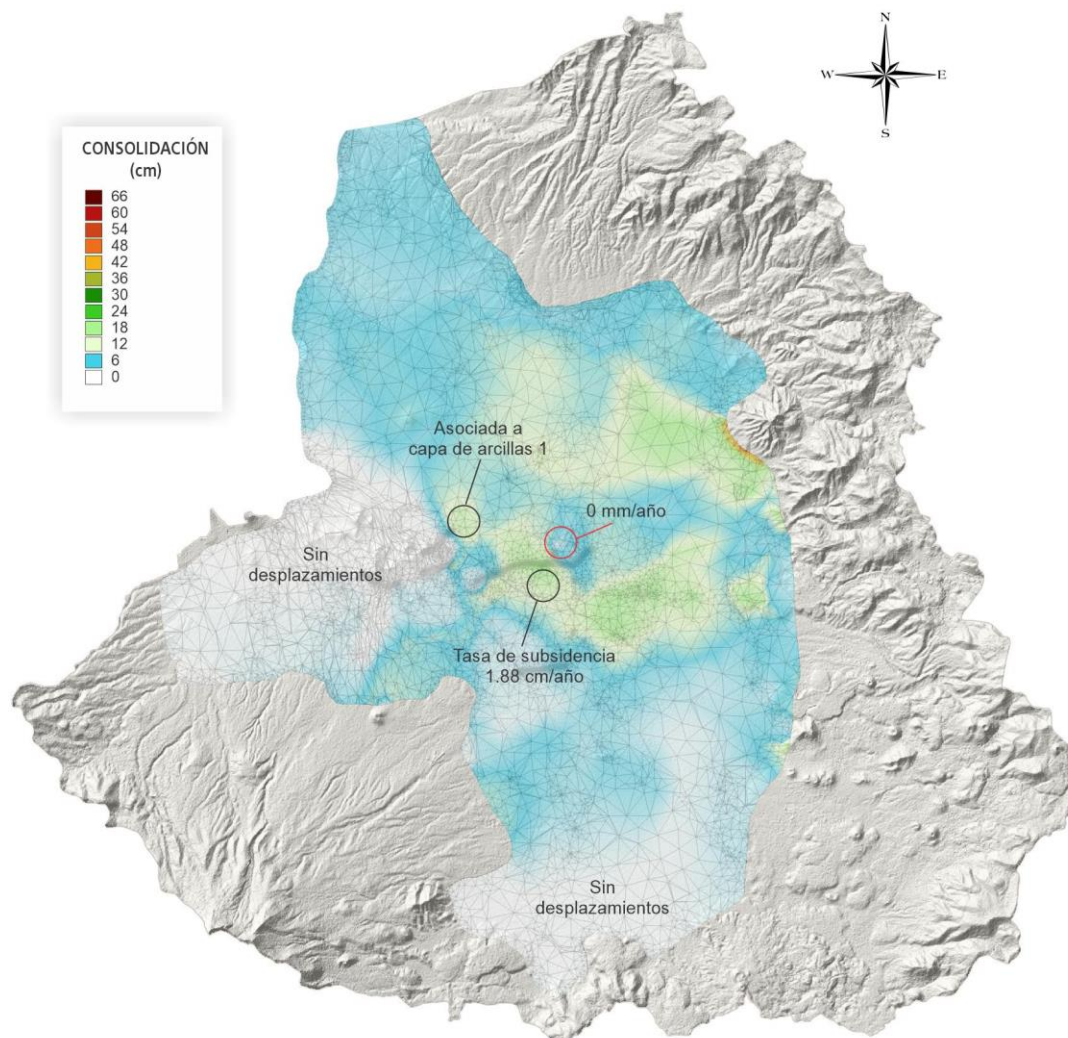 N
W
E
S
CONSOLIDACIÓN
(cm)
66
60
54
48
42
36
30
24
18
12
6
0
Asociada a
capa de arcillas 1
0 mm/año
Sin
desplazamientos
Tasa de subsidencia
1.88 cm/año
Sin
desplazamientos